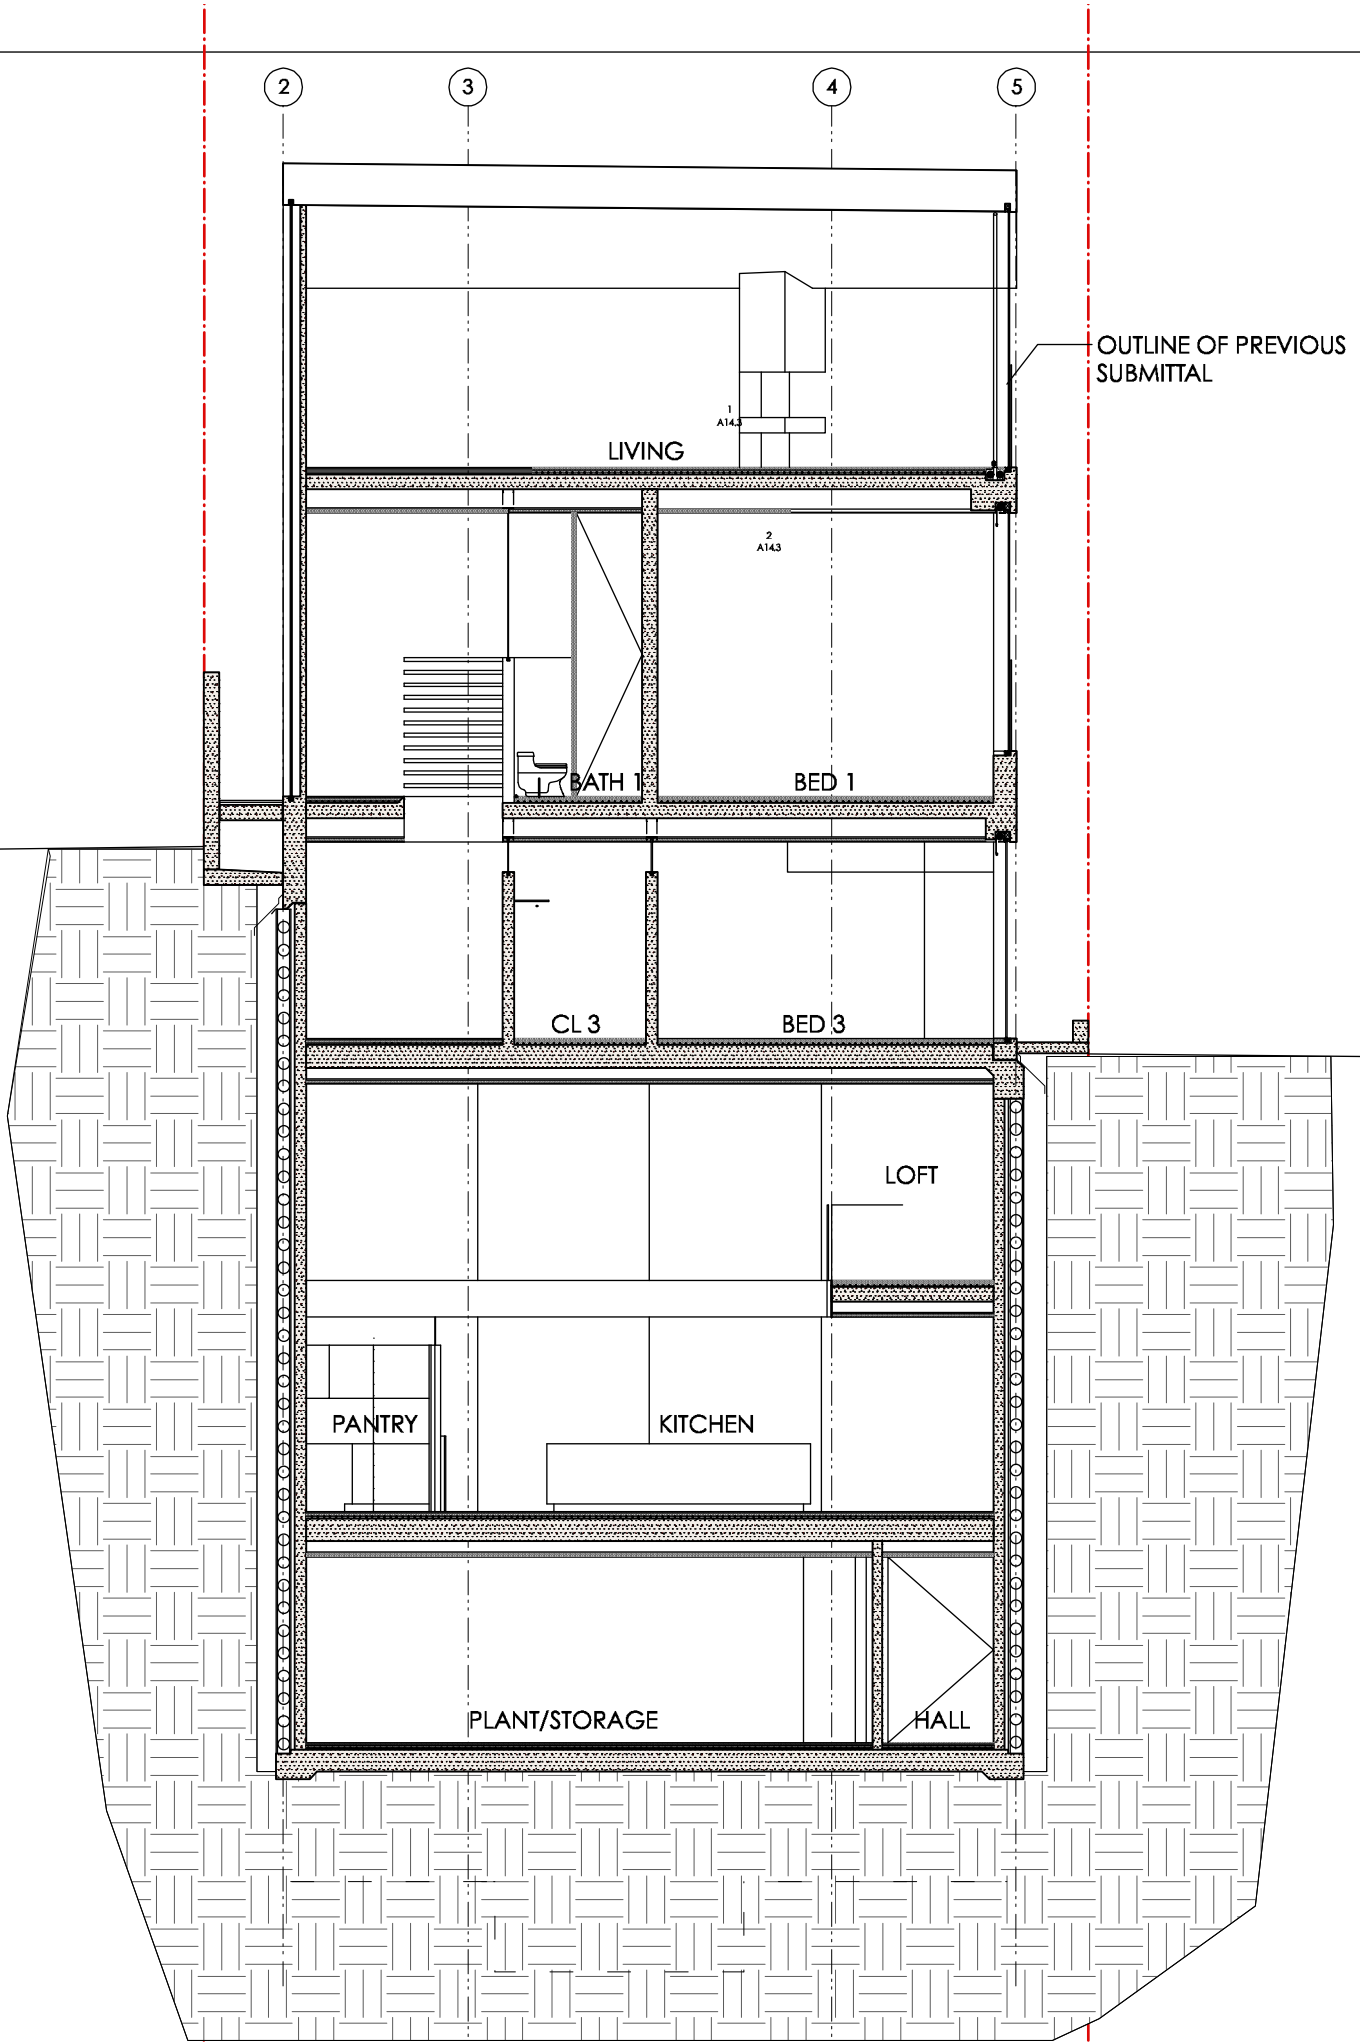 2 3 4 5
OUTLINE OF PREVIOUS
SUBMITTAL
1
A14.3
LIVING
2
A14.3
BATH 1 BED 1
CL 3 BED 3
LOFT
PANTRY KITCHEN
PLANT/STORAGE HALL